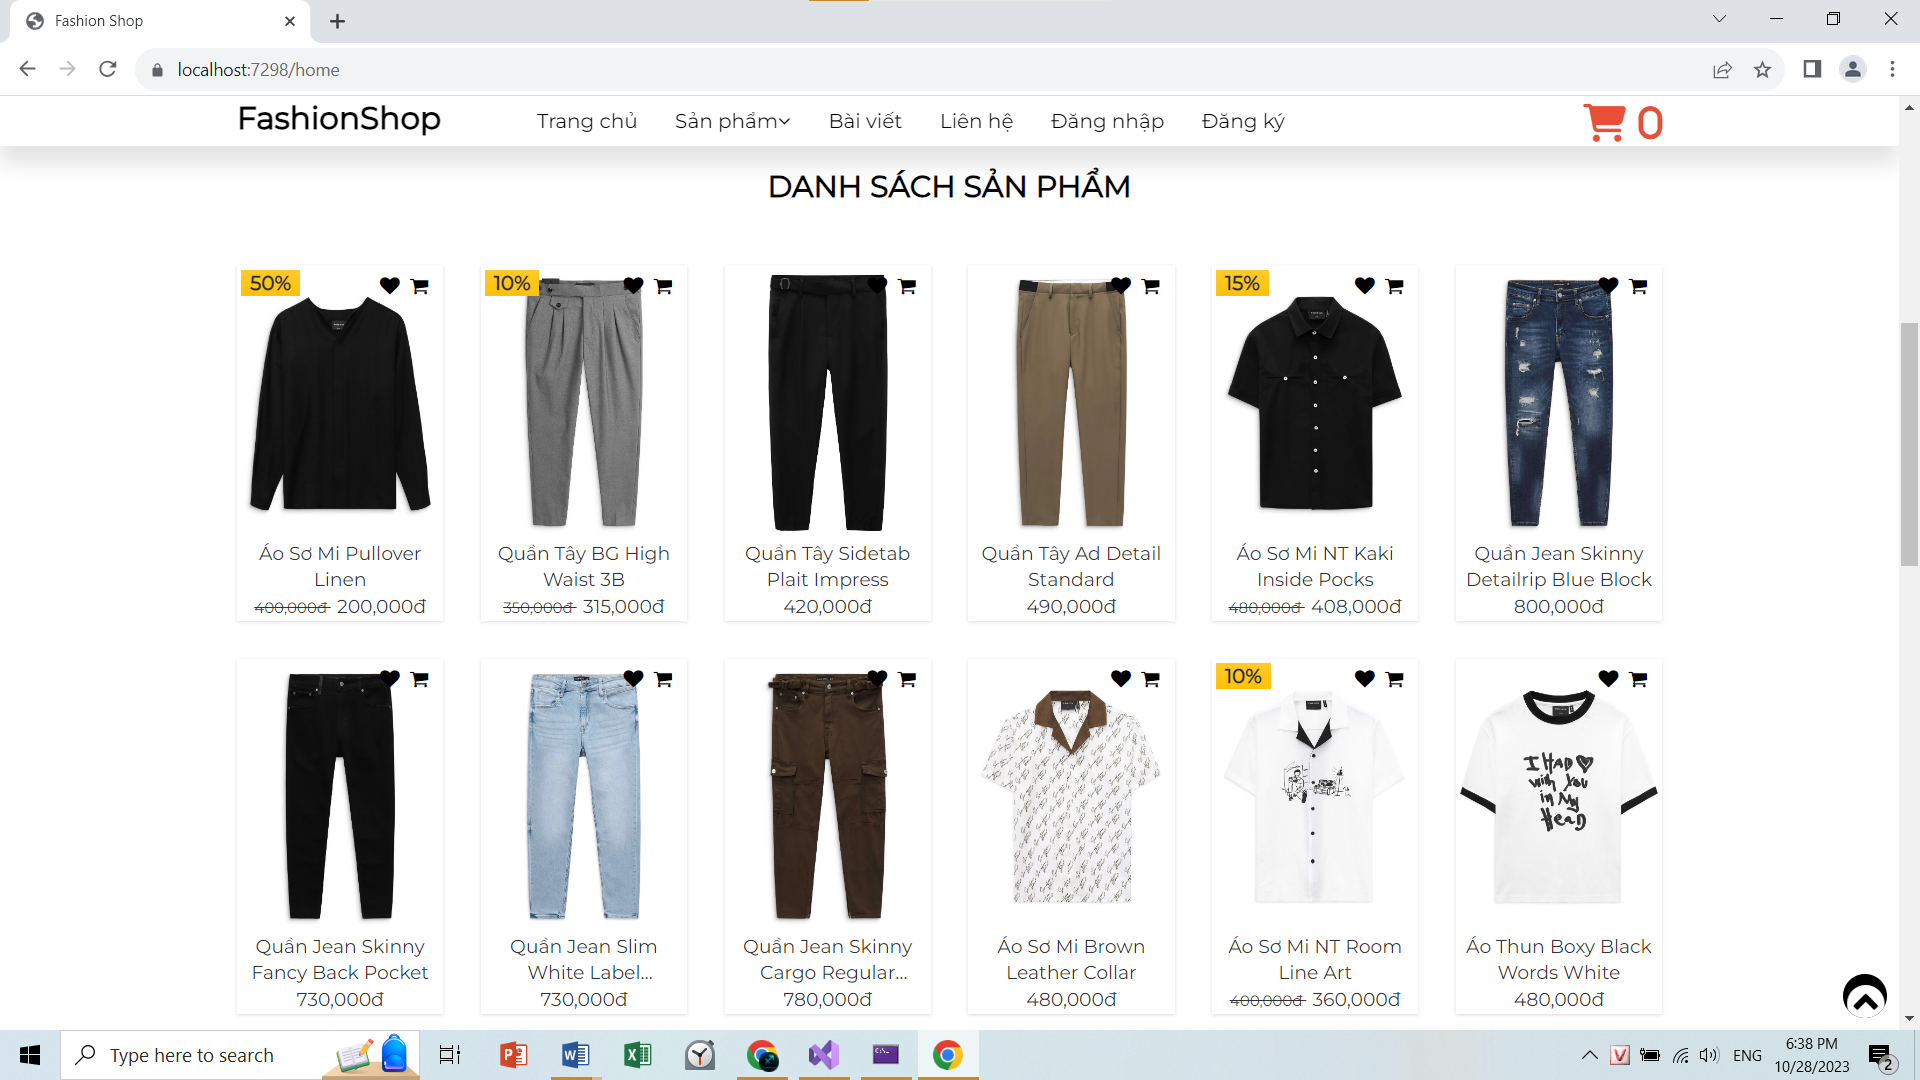 Fashion Shop
localhost:7298/home
FashionShop
Trang chủ Sản phẩm Bài viết Liên hệ Đăng nhập Đăng ký
0
DANH SÁCH SẢN PHẨM
50%
10%
15%
Áo Sơ Mi Pullover
Linen
400,000đ 200,000đ
Quần Tây BG High
Waist 3B
350,000đ 315,000đ
Quần Tây Sidetab
Plait Impress
420,000đ
Quần Tây Ad Detail
Standard
490,000đ
Áo Sơ Mi NT Kaki
Inside Pocks
480,000đ 408,000đ
Quần Jean Skinny
Detailrip Blue Block
800,000đ
10%
I HAD
with You
in My
HeaD
Quần Jean Skinny
Fancy Back Pocket
730,000đ
Quần Jean Slim
White Label...
730,000đ
Quần Jean Skinny
Cargo Regular...
780,000đ
Áo Sơ Mi Brown
Leather Collar
480,000đ
Áo Sơ Mi NT Room
Line Art
400,000đ 360,000đ
Áo Thun Boxy Black
Words White
480,000đ
Type here to search
ENG
6:38 PM
10/28/2023
2